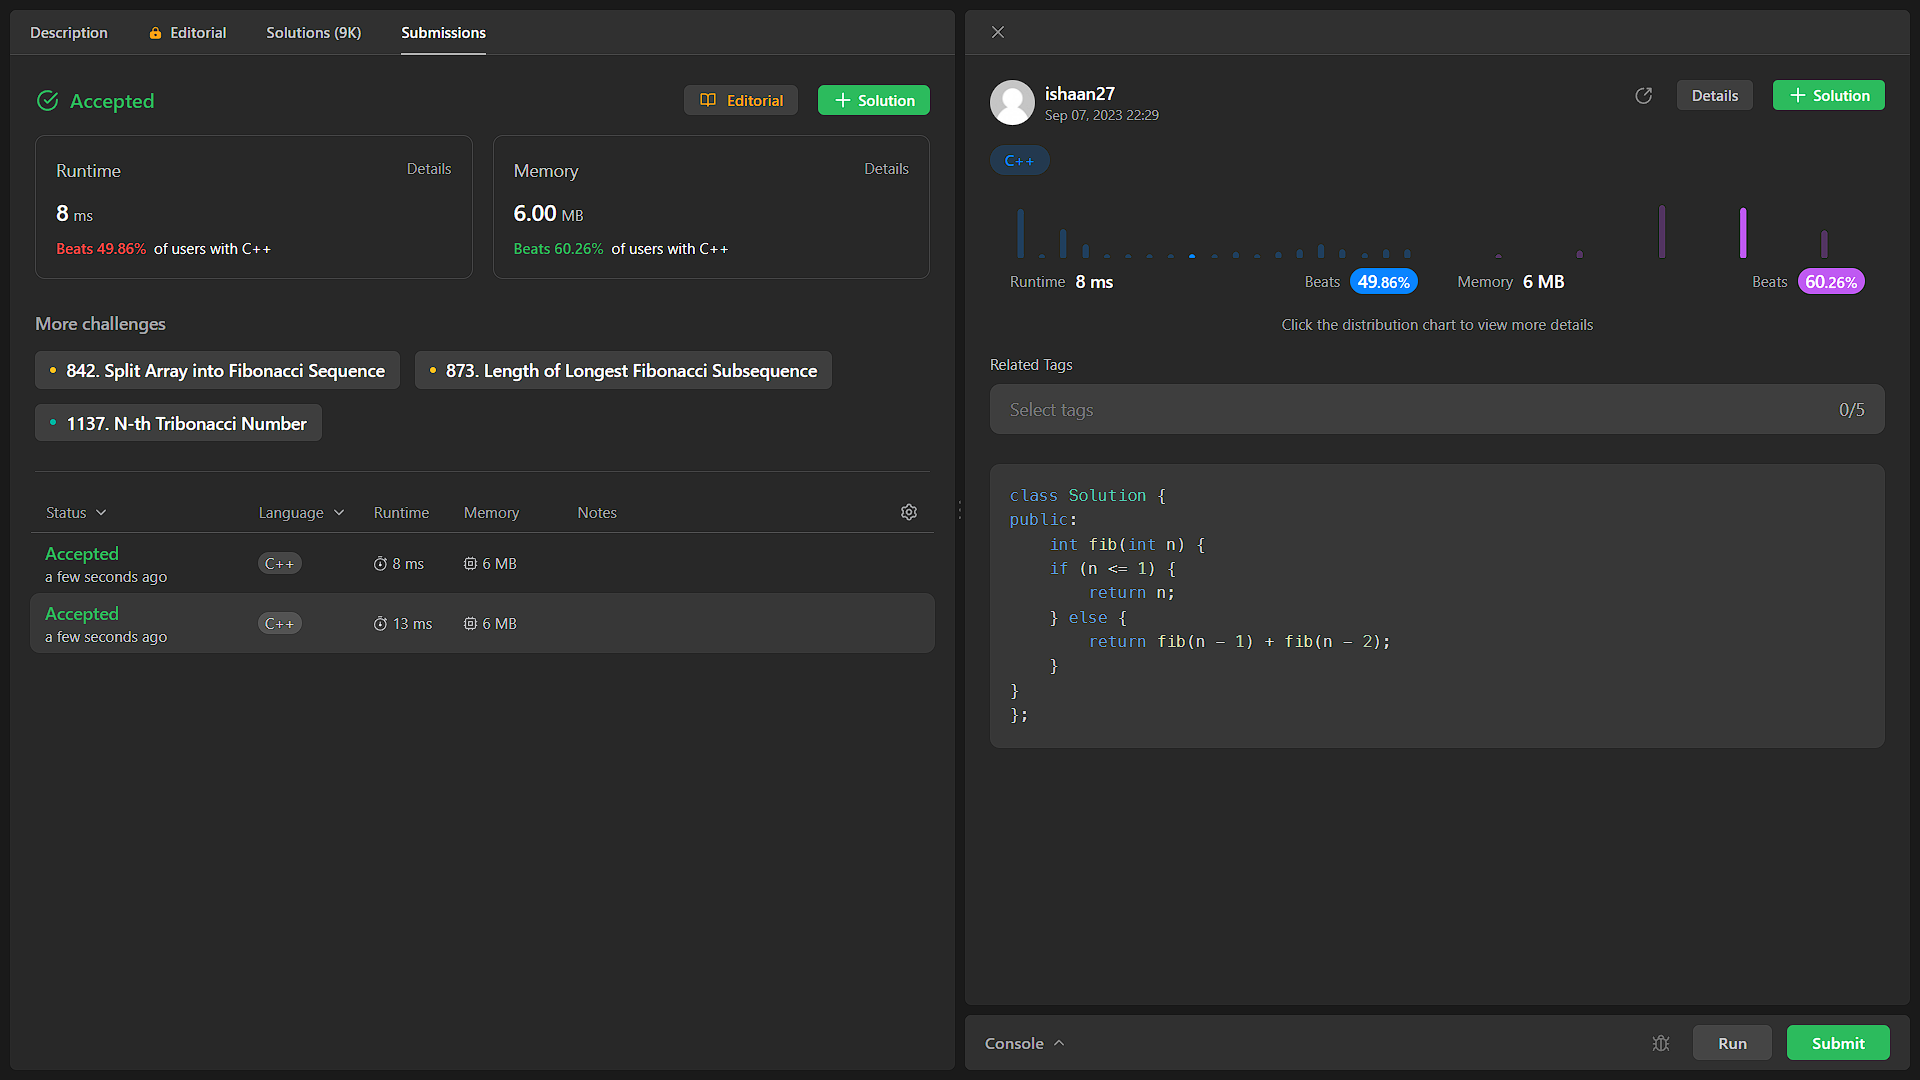 Description
Editorial
Solutions (9K)
Submissions
Accepted
Editorial
+ Solution
Runtime
Details
8 ms
Beats 49.86% of users with C++
Memory
Details
6.00 MB
Beats 60.26% of users with C++
More challenges
842. Split Array into Fibonacci Sequence
873. Length of Longest Fibonacci Subsequence
1137. N-th Tribonacci Number
Status Language Runtime Memory Notes
Accepted
a few seconds ago
C++ 8 ms 6 MB
Accepted
a few seconds ago
C++ 13 ms 6 MB
ishaan27
Sep 07, 2023 22:29
Details
+ Solution
C++
Runtime 8 ms Beats 49.86%
Memory 6 MB Beats 60.26%
Click the distribution chart to view more details
Related Tags
Select tags 0/5
class Solution {
public:
    int fib(int n) {
    if (n <= 1) {
        return n;
    } else {
        return fib(n - 1) + fib(n - 2);
    }
}
};
Console
Run
Submit